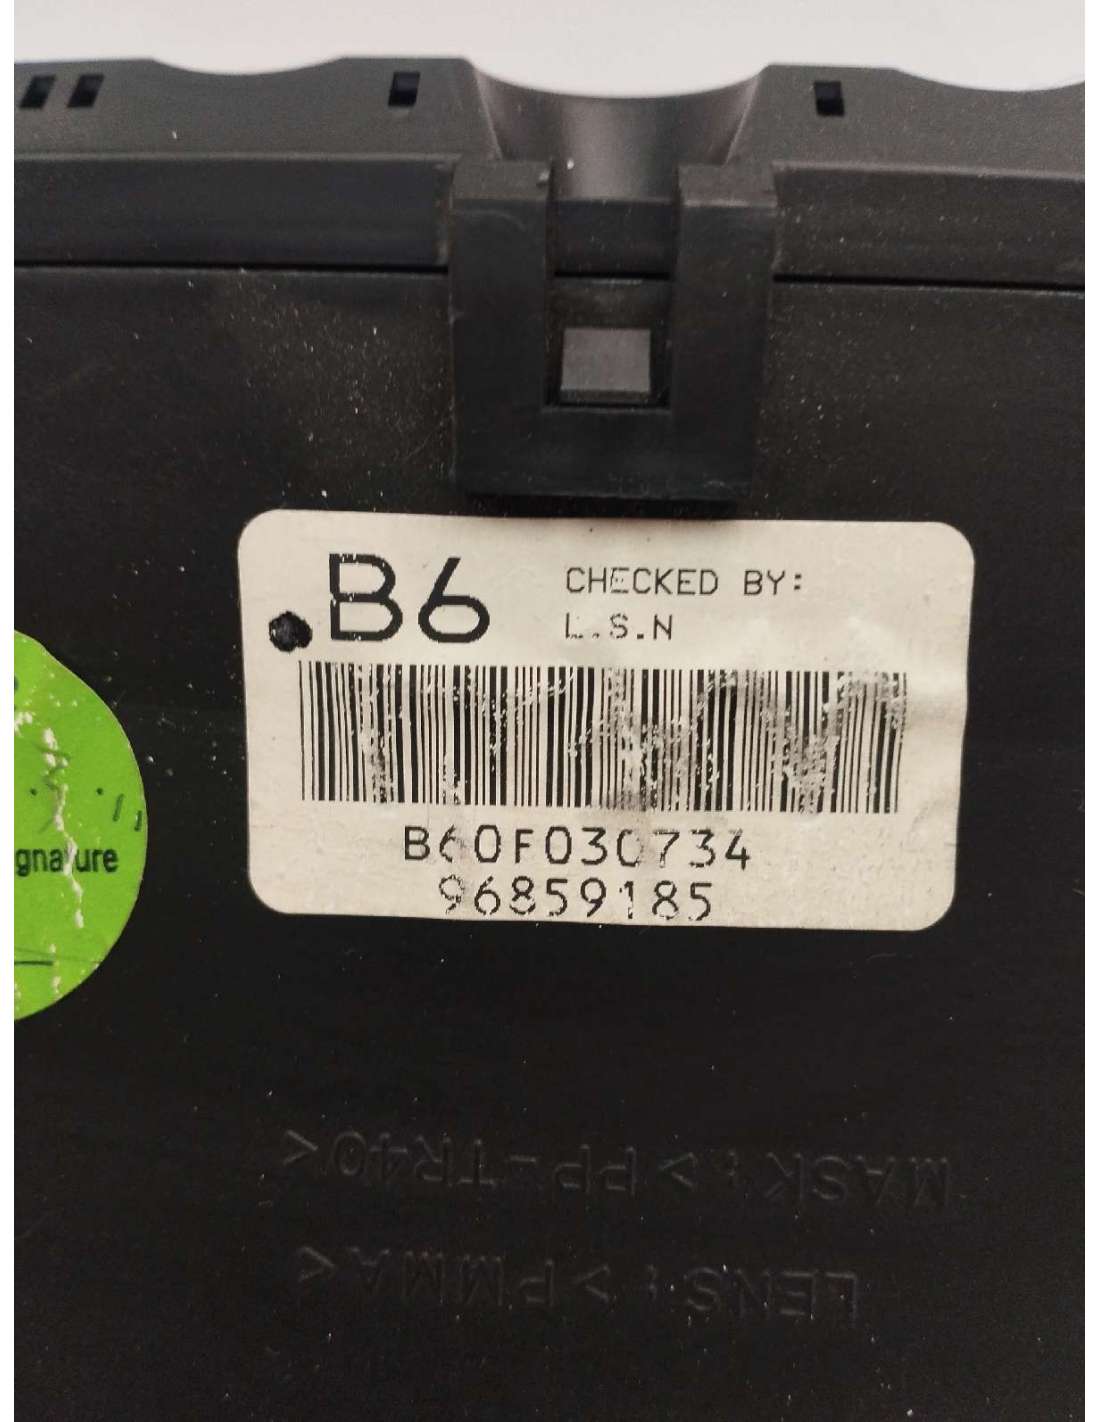 B6
CHECKED BY:
L.S.N
B60F030734
96859185
gnature
MASK : >PP-TR40<
LENS : >PMMA<